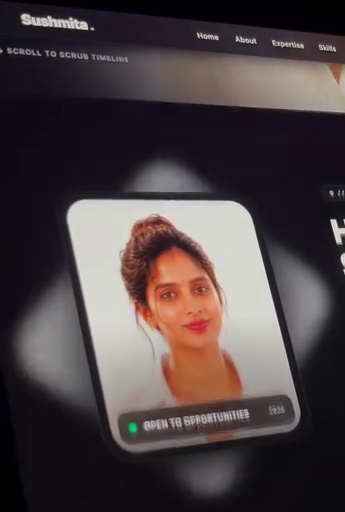 Sushmita.
Home About Expertise Skills
SCROLL TO SCRUB TIMELINE
OPEN TO OPPORTUNITIES 2026